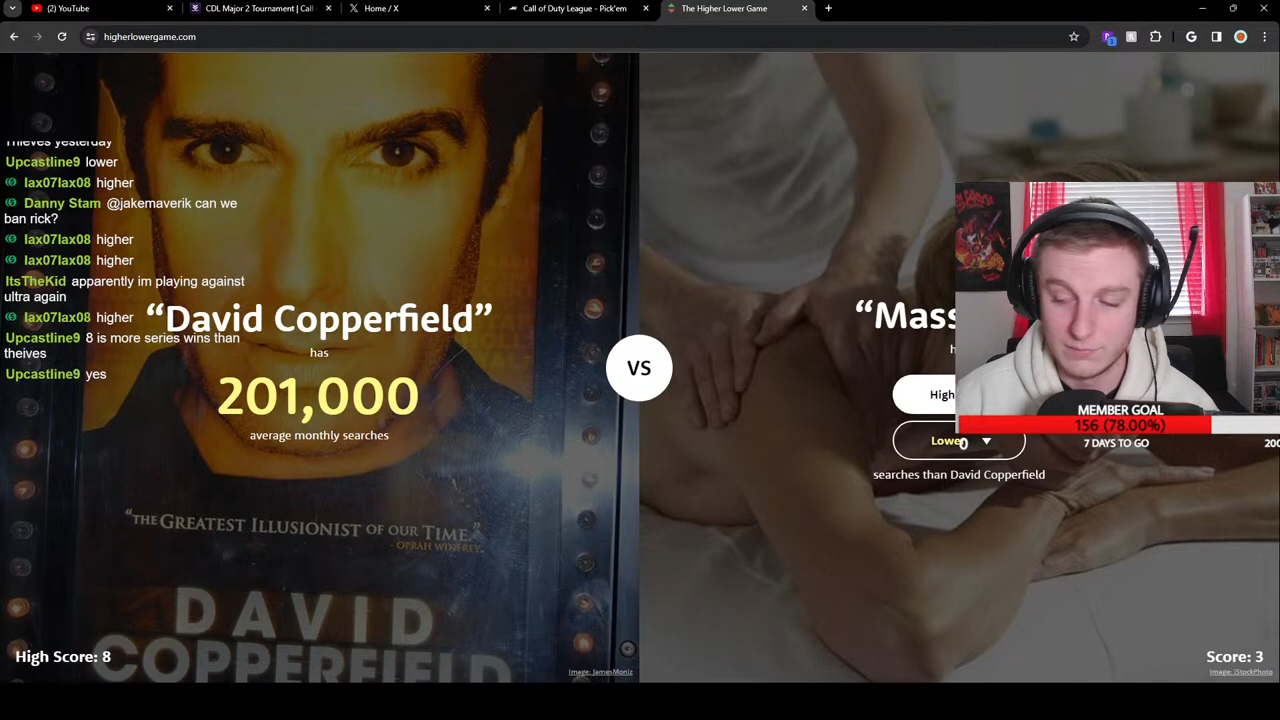 (2) YouTube
CDL Major 2 Tournament | Call
Home / X
Call of Duty League - Pick'em
The Higher Lower Game
higherlowergame.com
Thieves yesterday
Upcastline9 lower
lax07lax08 higher
Danny Stam @jakemaverik can we
ban rick?
lax07lax08 higher
lax07lax08 higher
ItsTheKid apparently im playing against
ultra again
lax07lax08 higher
Upcastline9 8 is more series wins than
theives
Upcastline9 yes
“David Copperfield”
has
201,000
average monthly searches
“THE GREATEST ILLUSIONIST OF OUR TIME.”
- OPRAH WINFREY
DAVID
COPPERFIELD
High Score: 8
Image: JamesMoniz
VS
“Mass
h
High
Lower
searches than David Copperfield
MEMBER GOAL
156 (78.00%)
0
200
7 DAYS TO GO
Score: 3
Image: iStockPhoto